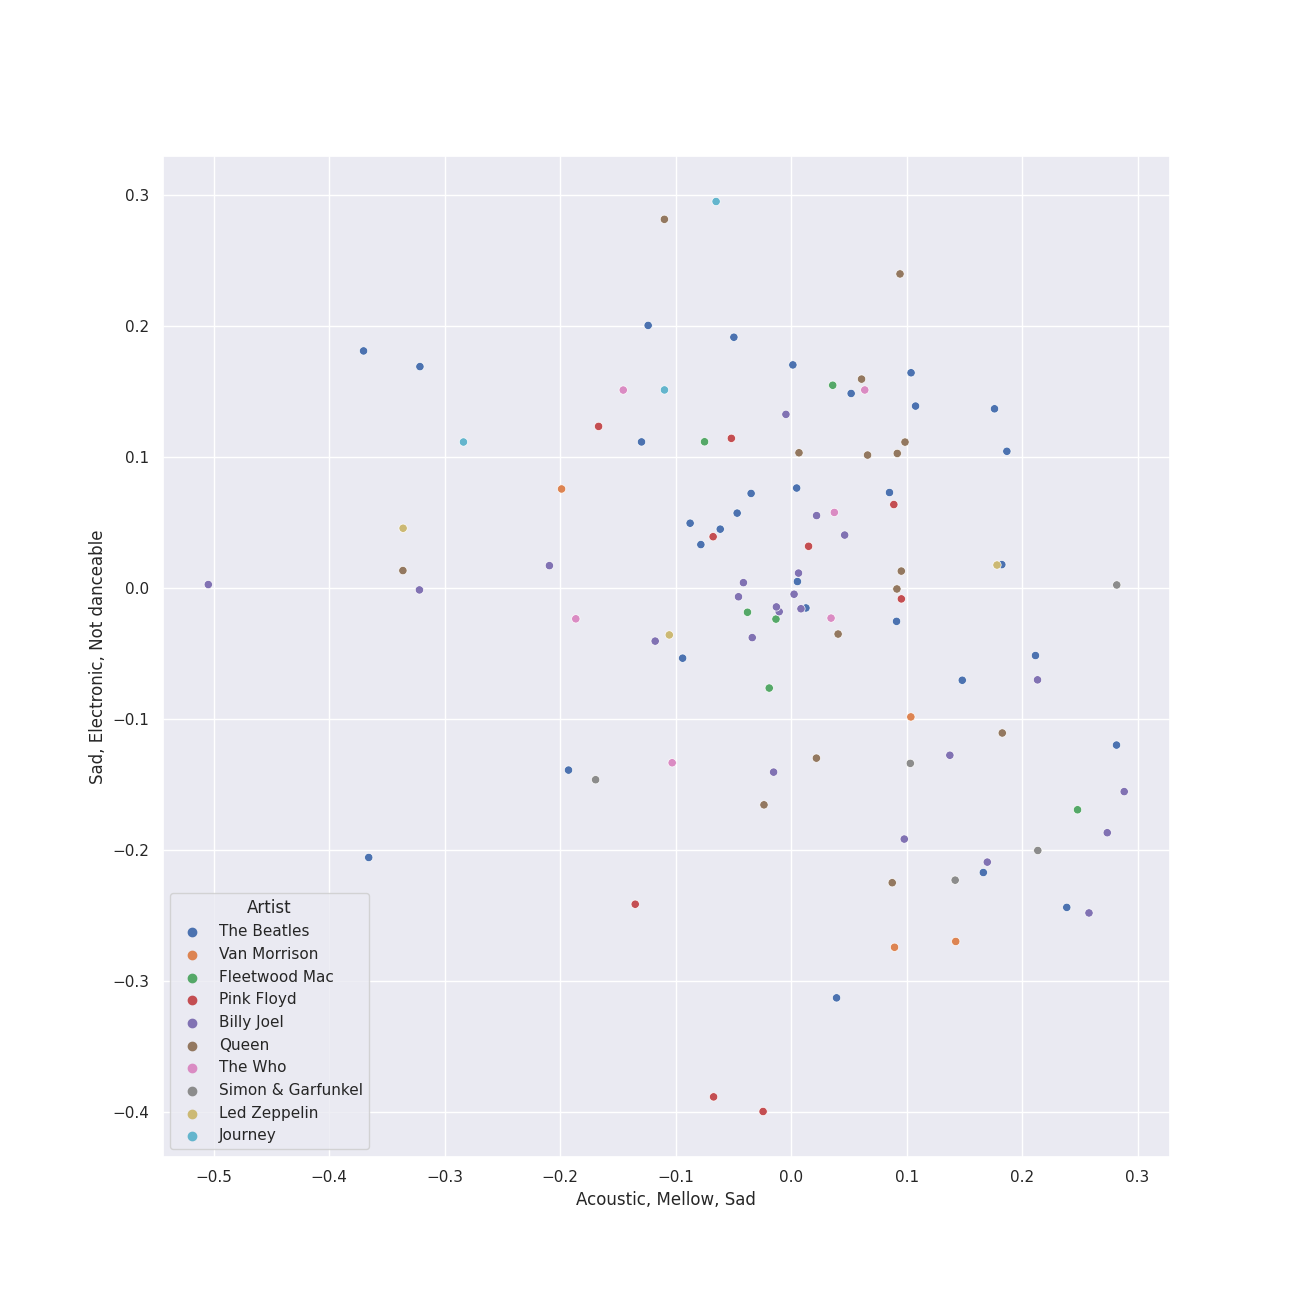 0.3
0.2
0.1
0.0
−0.1
−0.2
−0.3
−0.4
Sad, Electronic, Not danceable
Artist
The Beatles
Van Morrison
Fleetwood Mac
Pink Floyd
Billy Joel
Queen
The Who
Simon & Garfunkel
Led Zeppelin
Journey
−0.5 −0.4 −0.3 −0.2 −0.1 0.0 0.1 0.2 0.3
Acoustic, Mellow, Sad